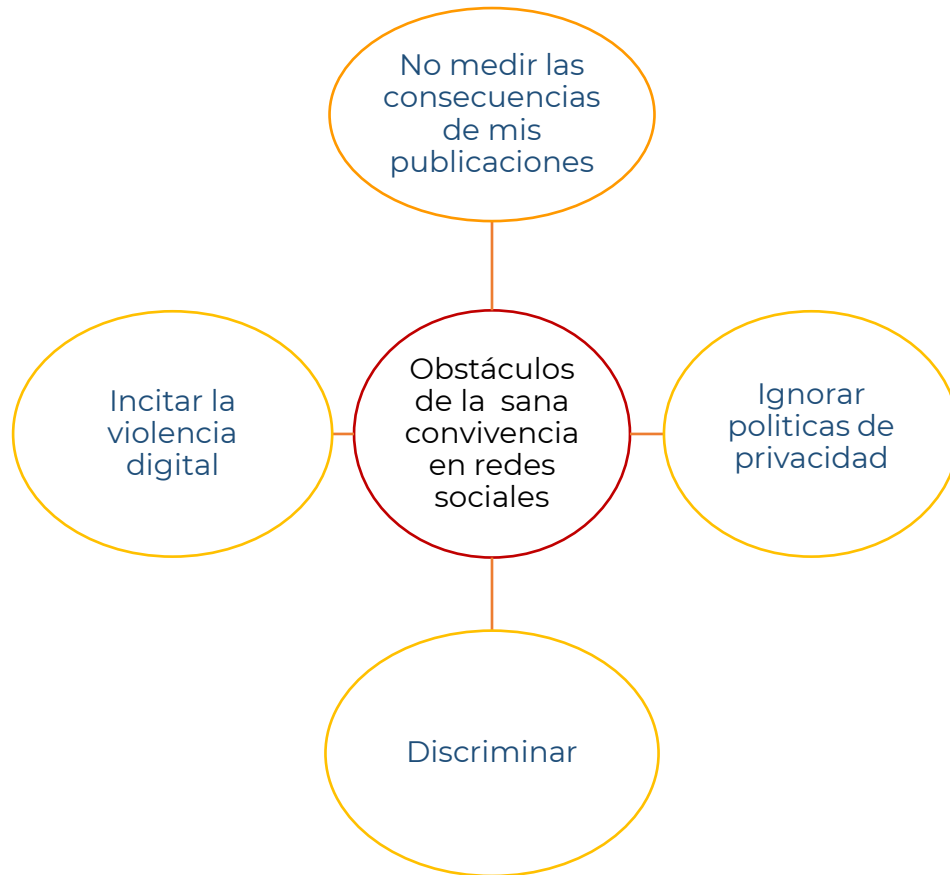 No medir las
consecuencias
de mis
publicaciones
Incitar la
violencia
digital
Obstáculos
de la  sana
convivencia
en redes
sociales
Ignorar
politicas de
privacidad
Discriminar